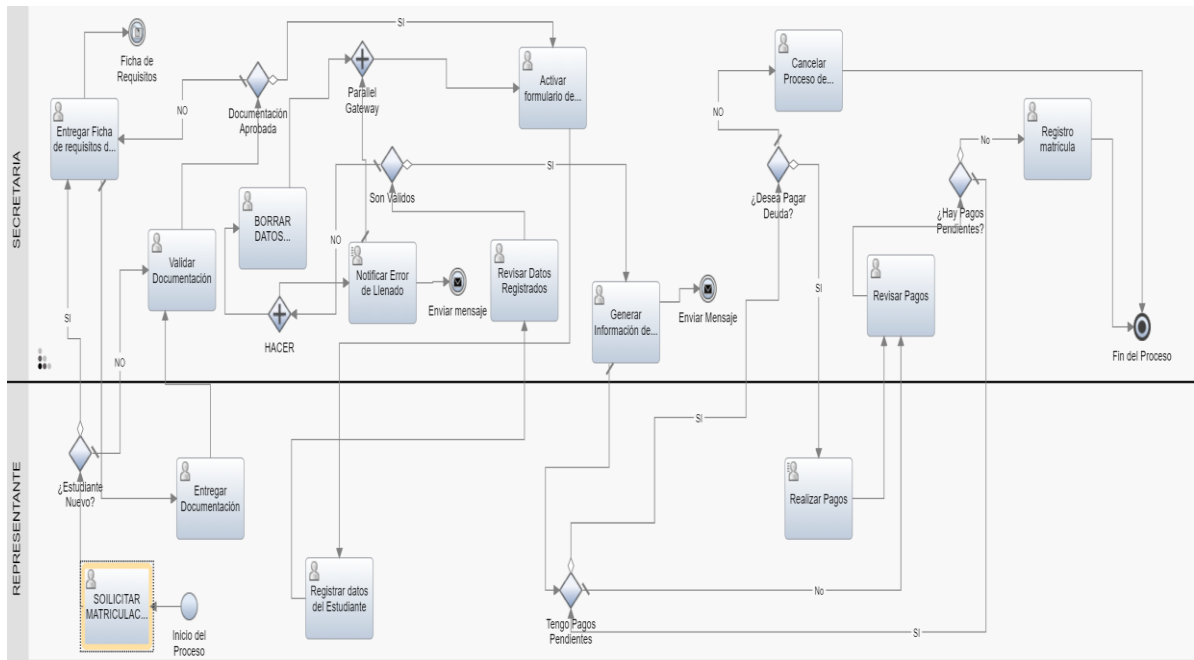 SECRETARIA
Ficha de
Requisitos
Entregar Ficha
de requisitos d...
NO
Documentación
Aprobada
SI
Parallel
Gateway
Activar
formulario de...
Cancelar
Proceso de...
NO
¿Desea Pagar
Deuda?
SI
No
Registro
matrícula
¿Hay Pagos
Pendientes?
Son Validos
SI
NO
BORRAR
DATOS...
Validar
Documentación
Notificar Error
de Llenado
Enviar mensaje
HACER
Revisar Datos
Registrados
Generar
Información de...
Enviar Mensaje
Revisar Pagos
Fin del Proceso
SI
NO
REPRESENTANTE
¿Estudiante
Nuevo?
Entregar
Documentación
SOILICITAR
MATRICULAC...
Inicio del
Proceso
Registrar datos
del Estudiante
SI
Tengo Pagos
Pendientes
No
SI
Realizar Pagos